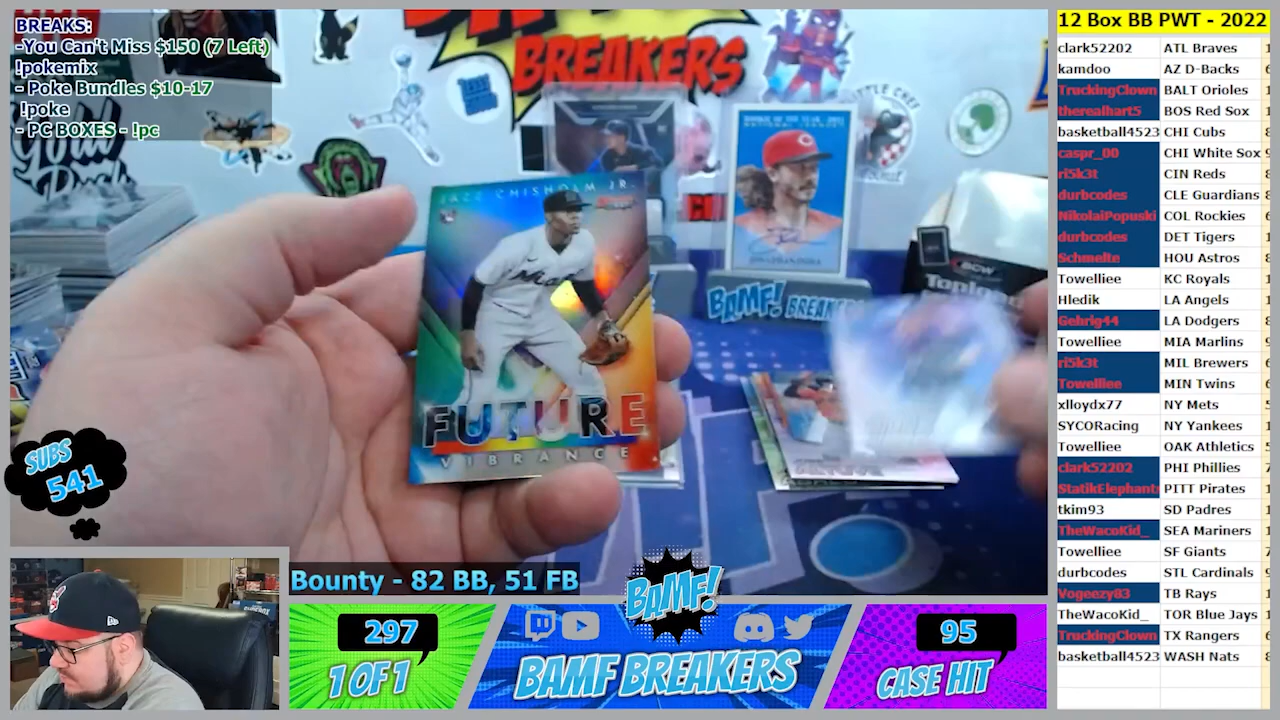 BREAKS:
-You Can't Miss $150 (7 Left)
!pokemix
- Poke Bundles $10-17
!poke
- PC BOXES - !pc
BREAKERS
JAZZ CHISHOLM JR.
FUTURE
VIBRANCE
BCW
Topload
BAMF! BREAKERS
SUBS
541
Bounty - 82 BB, 51 FB
BAMF!
297
1 OF 1
BAMF BREAKERS
95
CASE HIT
12 Box BB PWT - 2022
clark52202 ATL Braves
kamdoo AZ D-Backs
TruckingClown BALT Orioles
therealhart5 BOS Red Sox
basketball4523 CHI Cubs
caspr_00 CHI White Sox
ri5k3t CIN Reds
durbcodes CLE Guardians
NikolaiPopuski COL Rockies
durbcodes DET Tigers
Schmelte HOU Astros
Towelliee KC Royals
Hledik LA Angels
Gehrig44 LA Dodgers
Towelliee MIA Marlins
ri5k3t MIL Brewers
Towelliee MIN Twins
xlloydx77 NY Mets
SYCORacing NY Yankees
Towelliee OAK Athletics
clark52202 PHI Phillies
StatikElephants PITT Pirates
tkim93 SD Padres
TheWacoKid_ SEA Mariners
Towelliee SF Giants
durbcodes STL Cardinals
Vogeezy83 TB Rays
TheWacoKid_ TOR Blue Jays
TruckingClown TX Rangers
basketball4523 WASH Nats